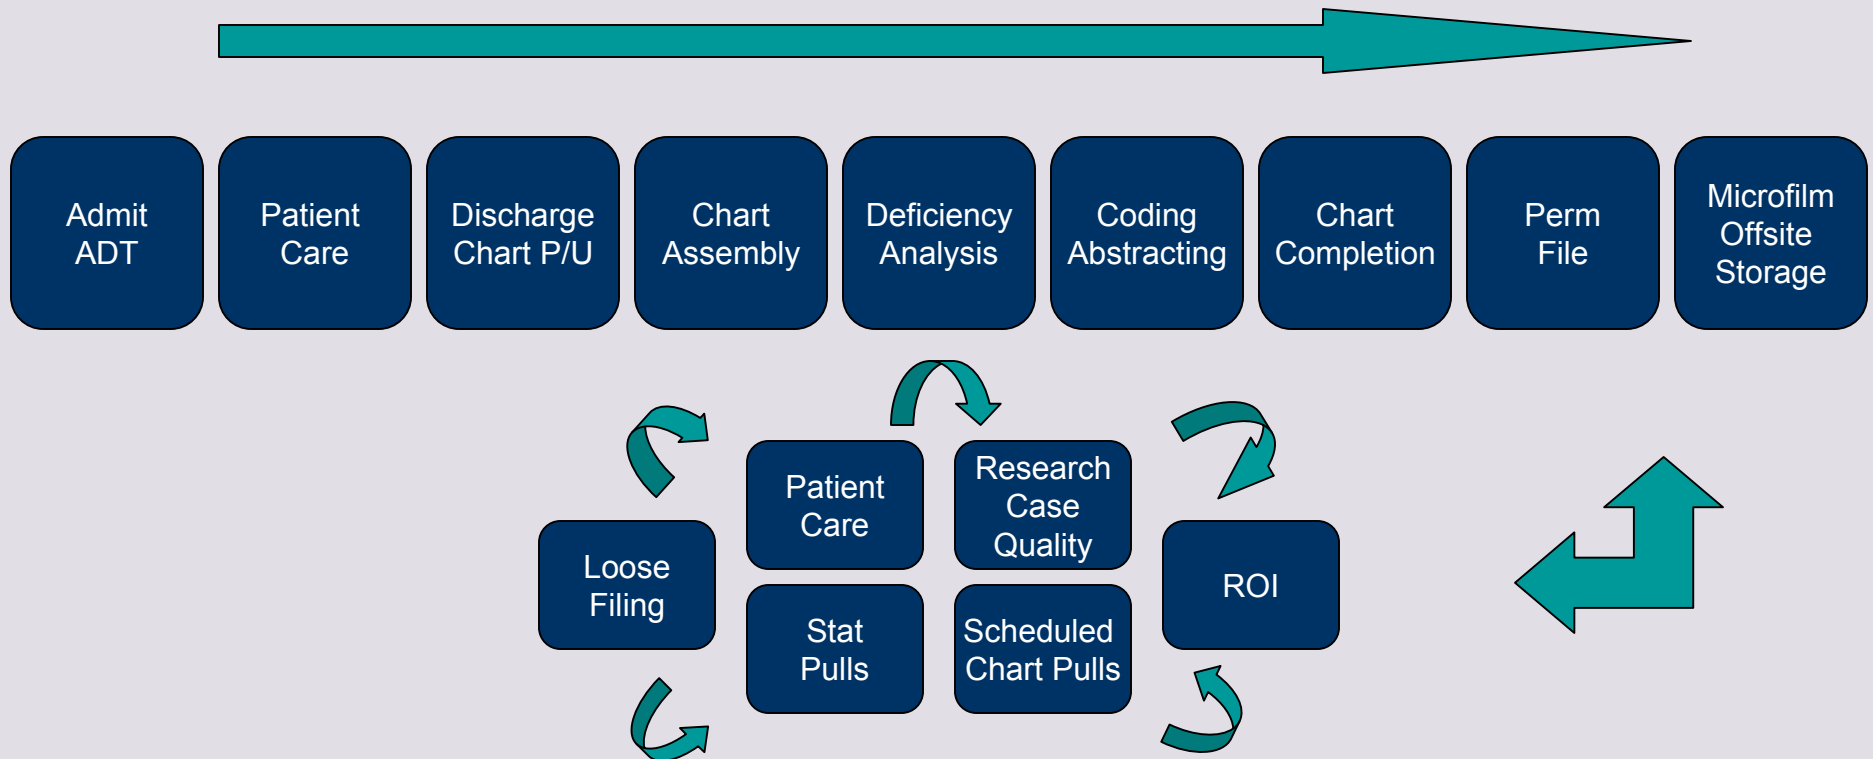 Admit
ADT
Patient
Care
Discharge
Chart P/U
Chart
Assembly
Deficiency
Analysis
Coding
Abstracting
Chart
Completion
Perm
File
Microfilm
Offsite
Storage
Loose
Filing
Patient
Care
Research
Case
Quality
Stat
Pulls
Scheduled
Chart Pulls
ROI